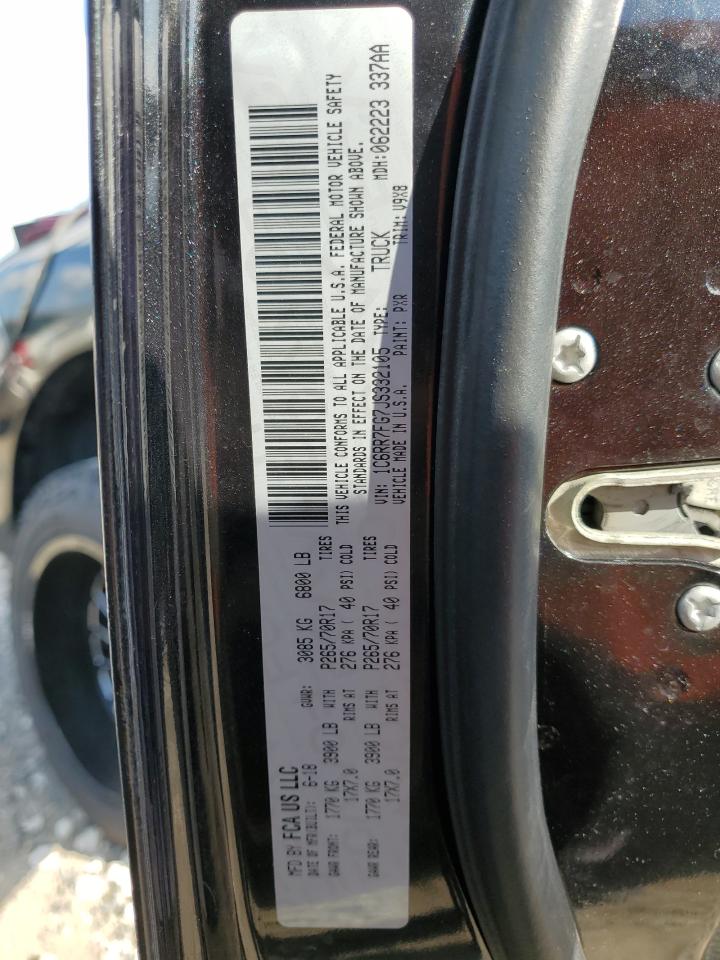 MFD BY FCA US LLC
DATE OF MFR(BUILT): 6-18 GVWR: 3085 KG 6800 LB
GAWR FRONT: 1770 KG 3900 LB WITH P265/70R17 TIRES
17X7.0 RIMS AT 276 KPA ( 40 PSI) COLD
GAWR REAR: 1770 KG 3900 LB WITH P265/70R17 TIRES
17X7.0 RIMS AT 276 KPA ( 40 PSI) COLD
THIS VEHICLE CONFORMS TO ALL APPLICABLE U.S.A. FEDERAL MOTOR VEHICLE SAFETY
STANDARDS IN EFFECT ON THE DATE OF MANUFACTURE SHOWN ABOVE.
VIN: 1C6RR7FG7JS332105 TYPE: TRUCK MDH:062223 337AA
VEHICLE MADE IN U.S.A. PAINT: PXR TRIM: V9X8